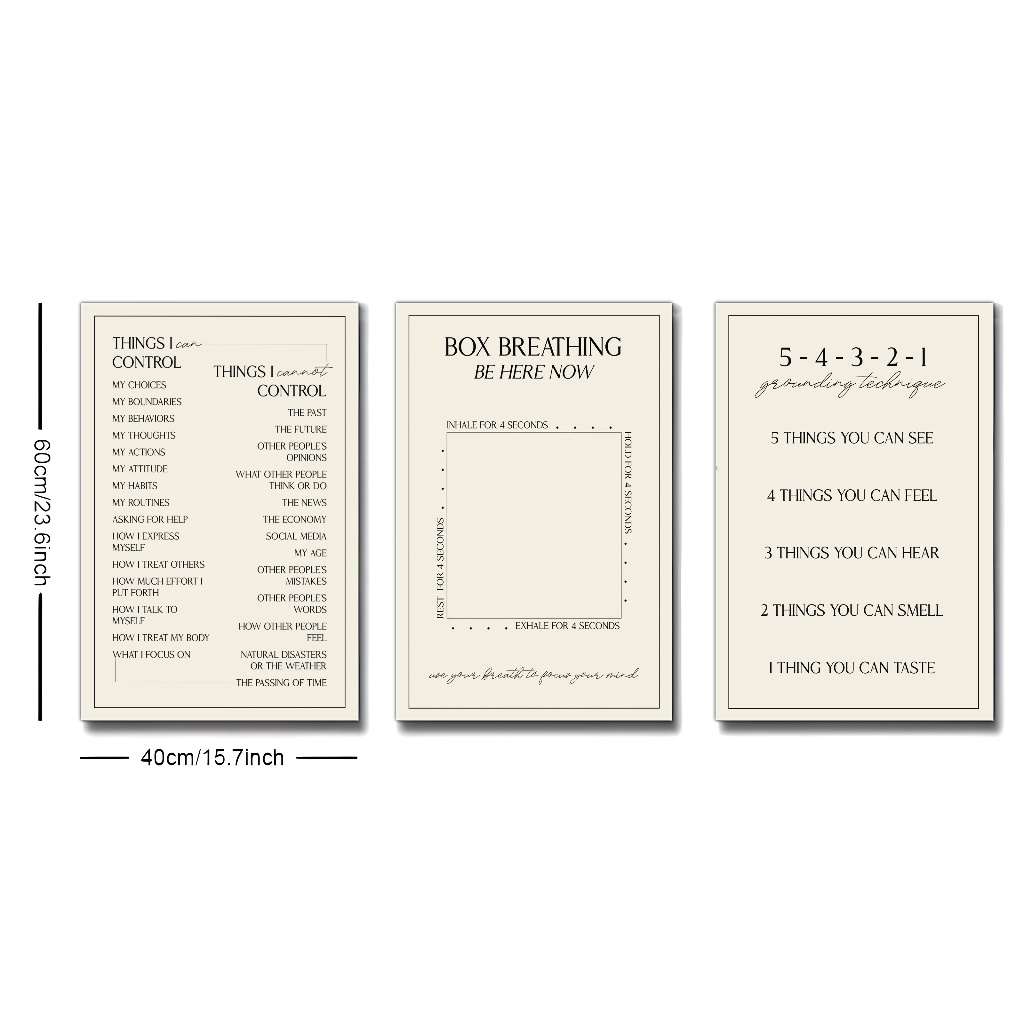 THINGS I can
CONTROL
MY CHOICES
MY BOUNDARIES
MY BEHAVIORS
MY THOUGHTS
MY ACTIONS
MY ATTITUDE
MY HABITS
MY ROUTINES
ASKING FOR HELP
HOW I EXPRESS
MYSELF
HOW I TREAT OTHERS
HOW MUCH EFFORT I
PUT FORTH
HOW I TALK TO
MYSELF
HOW I TREAT MY BODY
WHAT I FOCUS ON
THINGS I cannot
CONTROL
THE PAST
THE FUTURE
OTHER PEOPLE'S
OPINIONS
WHAT OTHER PEOPLE
THINK OR DO
THE NEWS
THE ECONOMY
SOCIAL MEDIA
MY AGE
OTHER PEOPLE'S
MISTAKES
OTHER PEOPLE'S
WORDS
HOW OTHER PEOPLE
FEEL
NATURAL DISASTERS
OR THE WEATHER
THE PASSING OF TIME
BOX BREATHING
BE HERE NOW
INHALE FOR 4 SECONDS . . . .
HOLD FOR 4 SECONDS . . . .
. . . . EXHALE FOR 4 SECONDS
REST FOR 4 SECONDS . . . .
use your breath to focus your mind
5 - 4 - 3 - 2 - 1
grounding technique
5 THINGS YOU CAN SEE
4 THINGS YOU CAN FEEL
3 THINGS YOU CAN HEAR
2 THINGS YOU CAN SMELL
1 THING YOU CAN TASTE
60cm/23.6inch
40cm/15.7inch